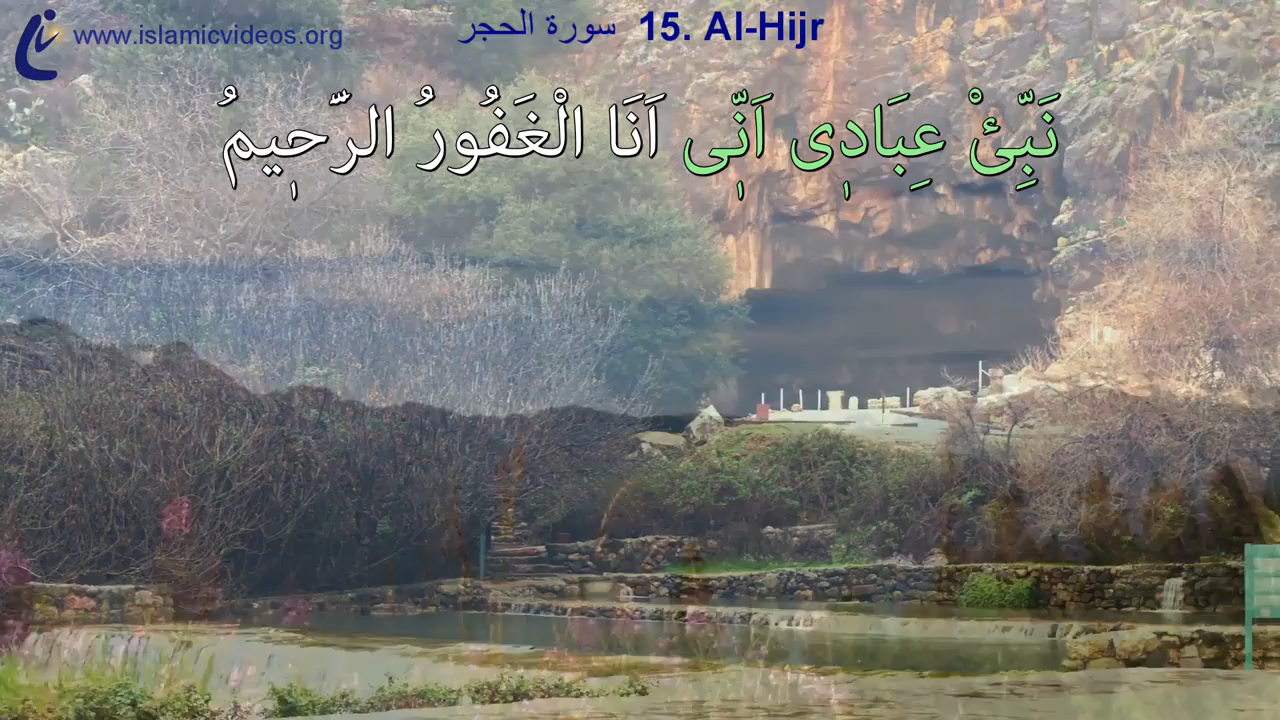 www.islamicvideos.org
سورة الحجر 15. Al-Hijr
نَبِّئْ عِبَادٖی اَنّٖی اَنَا الْغَفُورُ الرَّحٖیمُ